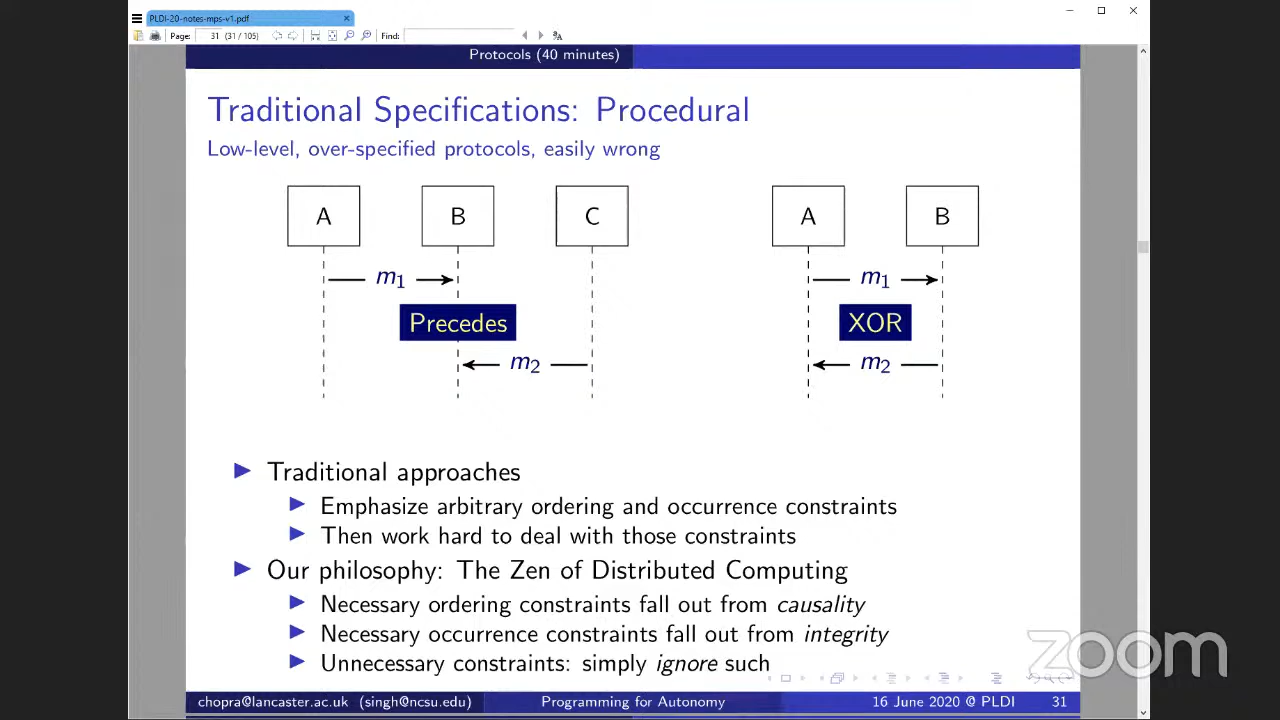 PLDI-20-notes-mps-v1.pdf
Page: 31 (31 / 105) Find:
Protocols (40 minutes)
Traditional Specifications: Procedural
Low-level, over-specified protocols, easily wrong
A B C A B
m1 m1
Precedes XOR
m2 m2
Traditional approaches
Emphasize arbitrary ordering and occurrence constraints
Then work hard to deal with those constraints
Our philosophy: The Zen of Distributed Computing
Necessary ordering constraints fall out from causality
Necessary occurrence constraints fall out from integrity
Unnecessary constraints: simply ignore such
zoom
chopra@lancaster.ac.uk (singh@ncsu.edu) Programming for Autonomy 16 June 2020 @ PLDI 31